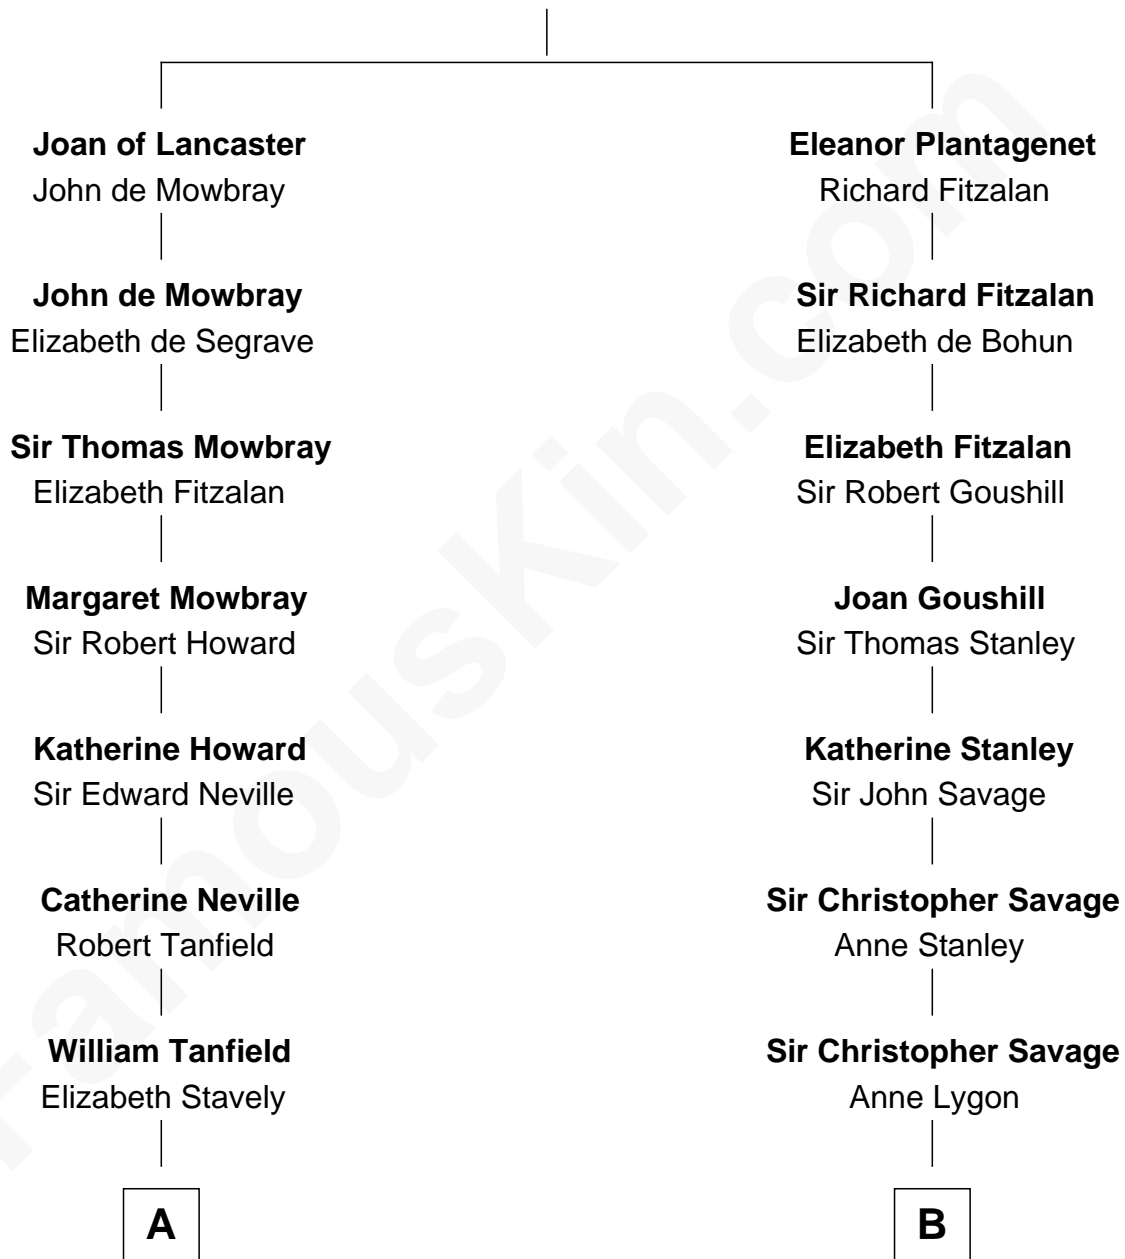 Joan of Lancaster
John de Mowbray
John de Mowbray
Elizabeth de Segrave
Sir Thomas Mowbray
Elizabeth Fitzalan
Margaret Mowbray
Sir Robert Howard
Katherine Howard
Sir Edward Neville
Catherine Neville
Robert Tanfield
William Tanfield
Elizabeth Stavely
A
Eleanor Plantagenet
Richard Fitzalan
Sir Richard Fitzalan
Elizabeth de Bohun
Elizabeth Fitzalan
Sir Robert Goushill
Joan Goushill
Sir Thomas Stanley
Katherine Stanley
Sir John Savage
Sir Christopher Savage
Anne Stanley
Sir Christopher Savage
Anne Lygon
B
FamousKin.com